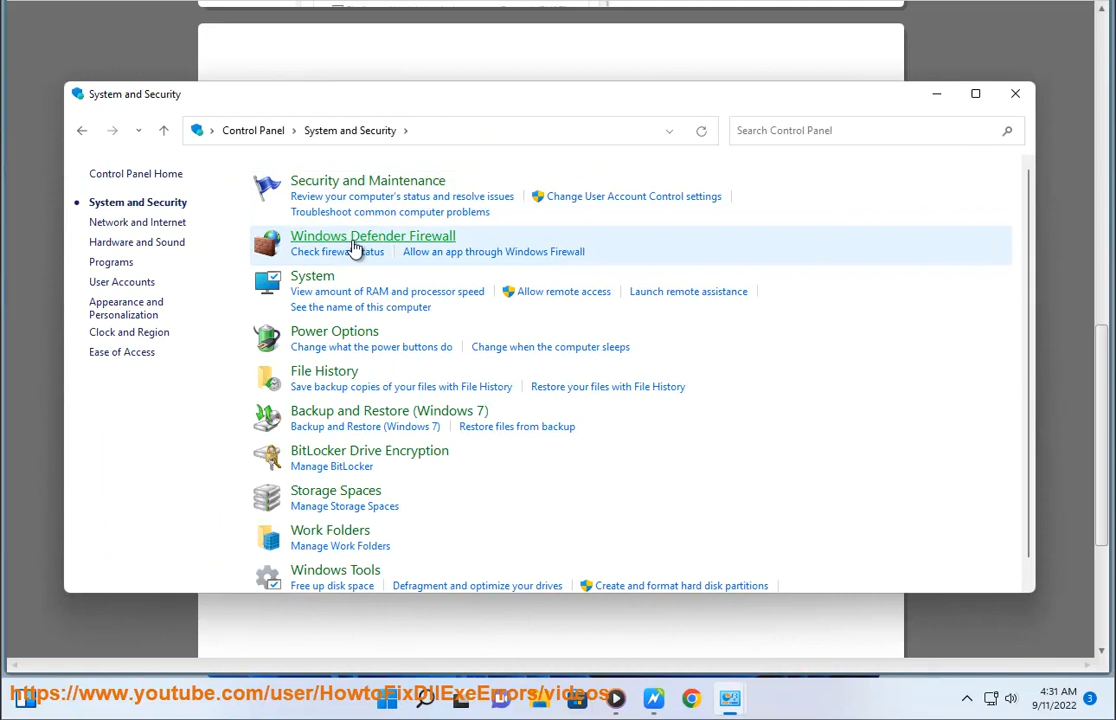 System and Security
Control Panel > System and Security >
Search Control Panel
Control Panel Home
System and Security
Network and Internet
Hardware and Sound
Programs
User Accounts
Appearance and
Personalization
Clock and Region
Ease of Access
Security and Maintenance
Review your computer's status and resolve issues
Change User Account Control settings
Troubleshoot common computer problems
Windows Defender Firewall
Check firewall status
Allow an app through Windows Firewall
System
View amount of RAM and processor speed
Allow remote access
Launch remote assistance
See the name of this computer
Power Options
Change what the power buttons do
Change when the computer sleeps
File History
Save backup copies of your files with File History
Restore your files with File History
Backup and Restore (Windows 7)
Backup and Restore (Windows 7)
Restore files from backup
BitLocker Drive Encryption
Manage BitLocker
Storage Spaces
Manage Storage Spaces
Work Folders
Manage Work Folders
Windows Tools
Free up disk space
Defragment and optimize your drives
Create and format hard disk partitions
https://www.youtube.com/user/HowtoFixDllExeErrors/videos
4:31 AM
9/11/2022
3